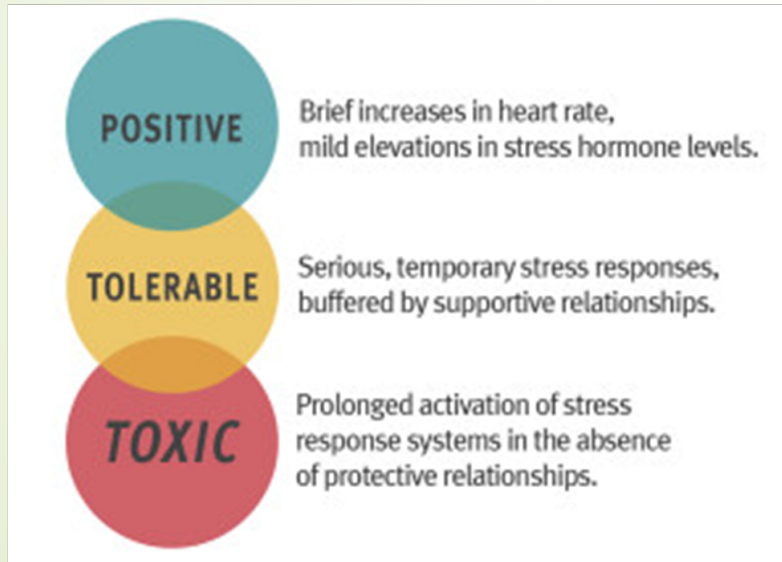 POSITIVE
Brief increases in heart rate,
mild elevations in stress hormone levels.
TOLERABLE
Serious, temporary stress responses,
buffered by supportive relationships.
TOXIC
Prolonged activation of stress
response systems in the absence
of protective relationships.